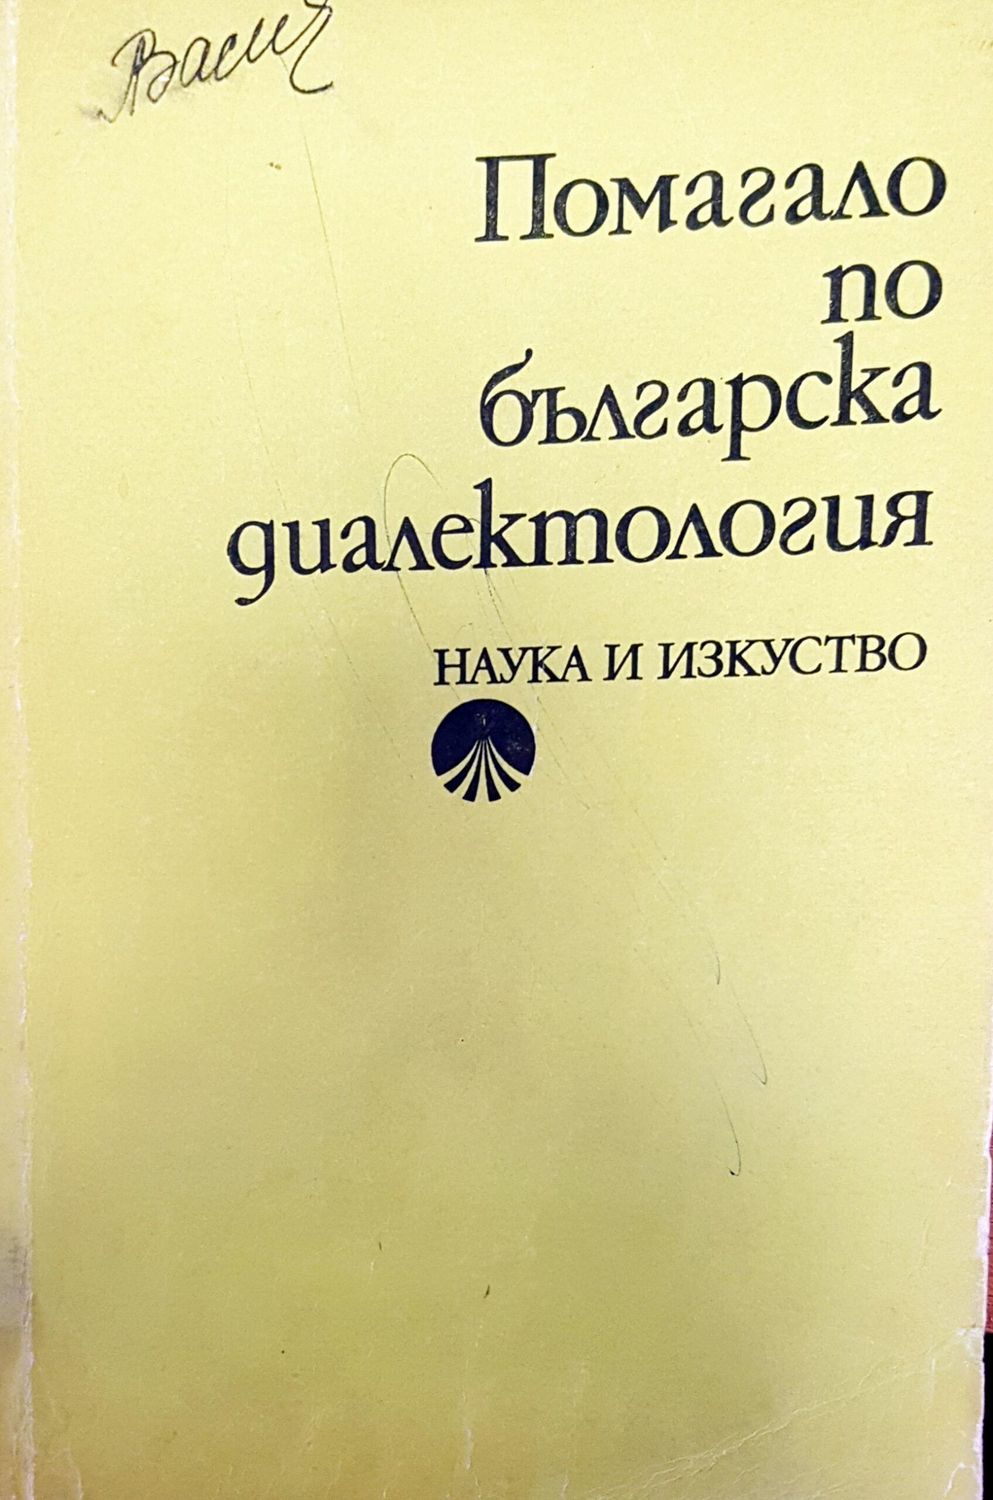 Помагало
по
българска
диалектология
НАУКА И ИЗКУСТВО